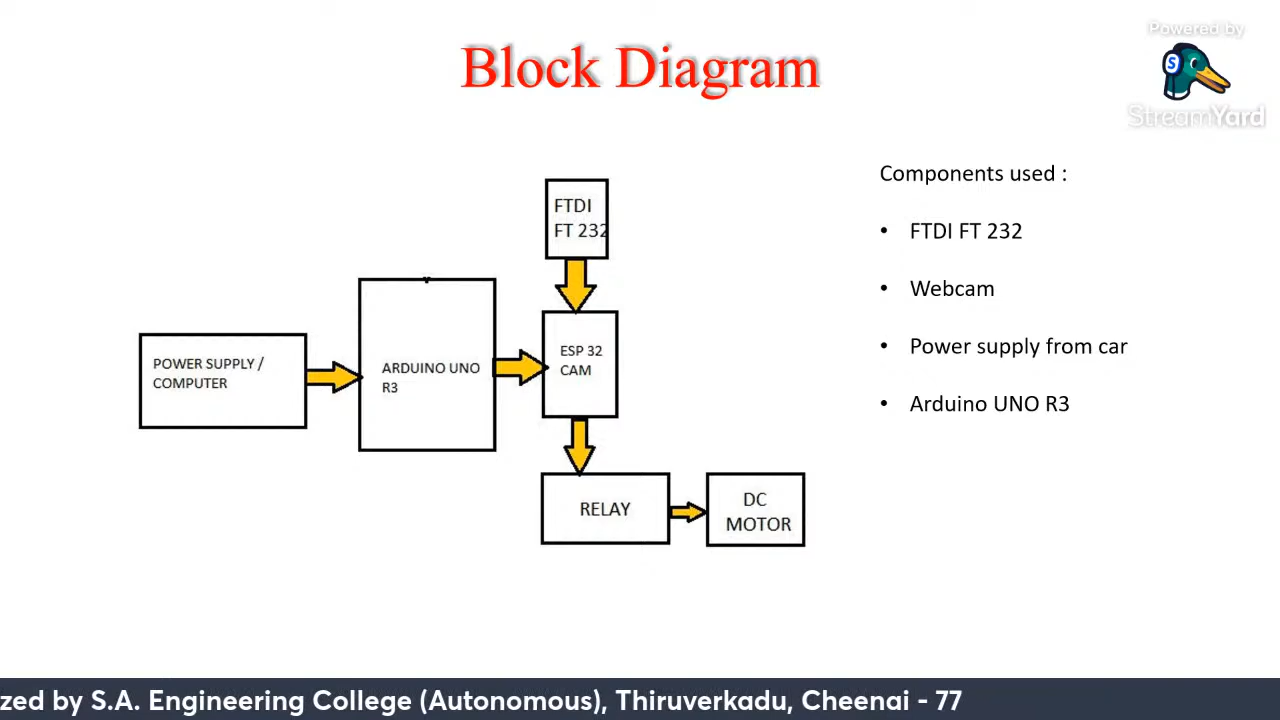 Powered by
Block Diagram
StreamYard
Components used :
FTDI
FT 232
• FTDI FT 232
• Webcam
POWER SUPPLY /
COMPUTER
ARDUINO UNO
R3
ESP 32
CAM
• Power supply from car
• Arduino UNO R3
RELAY
DC
MOTOR
zed by S.A. Engineering College (Autonomous), Thiruverkadu, Cheenai - 77